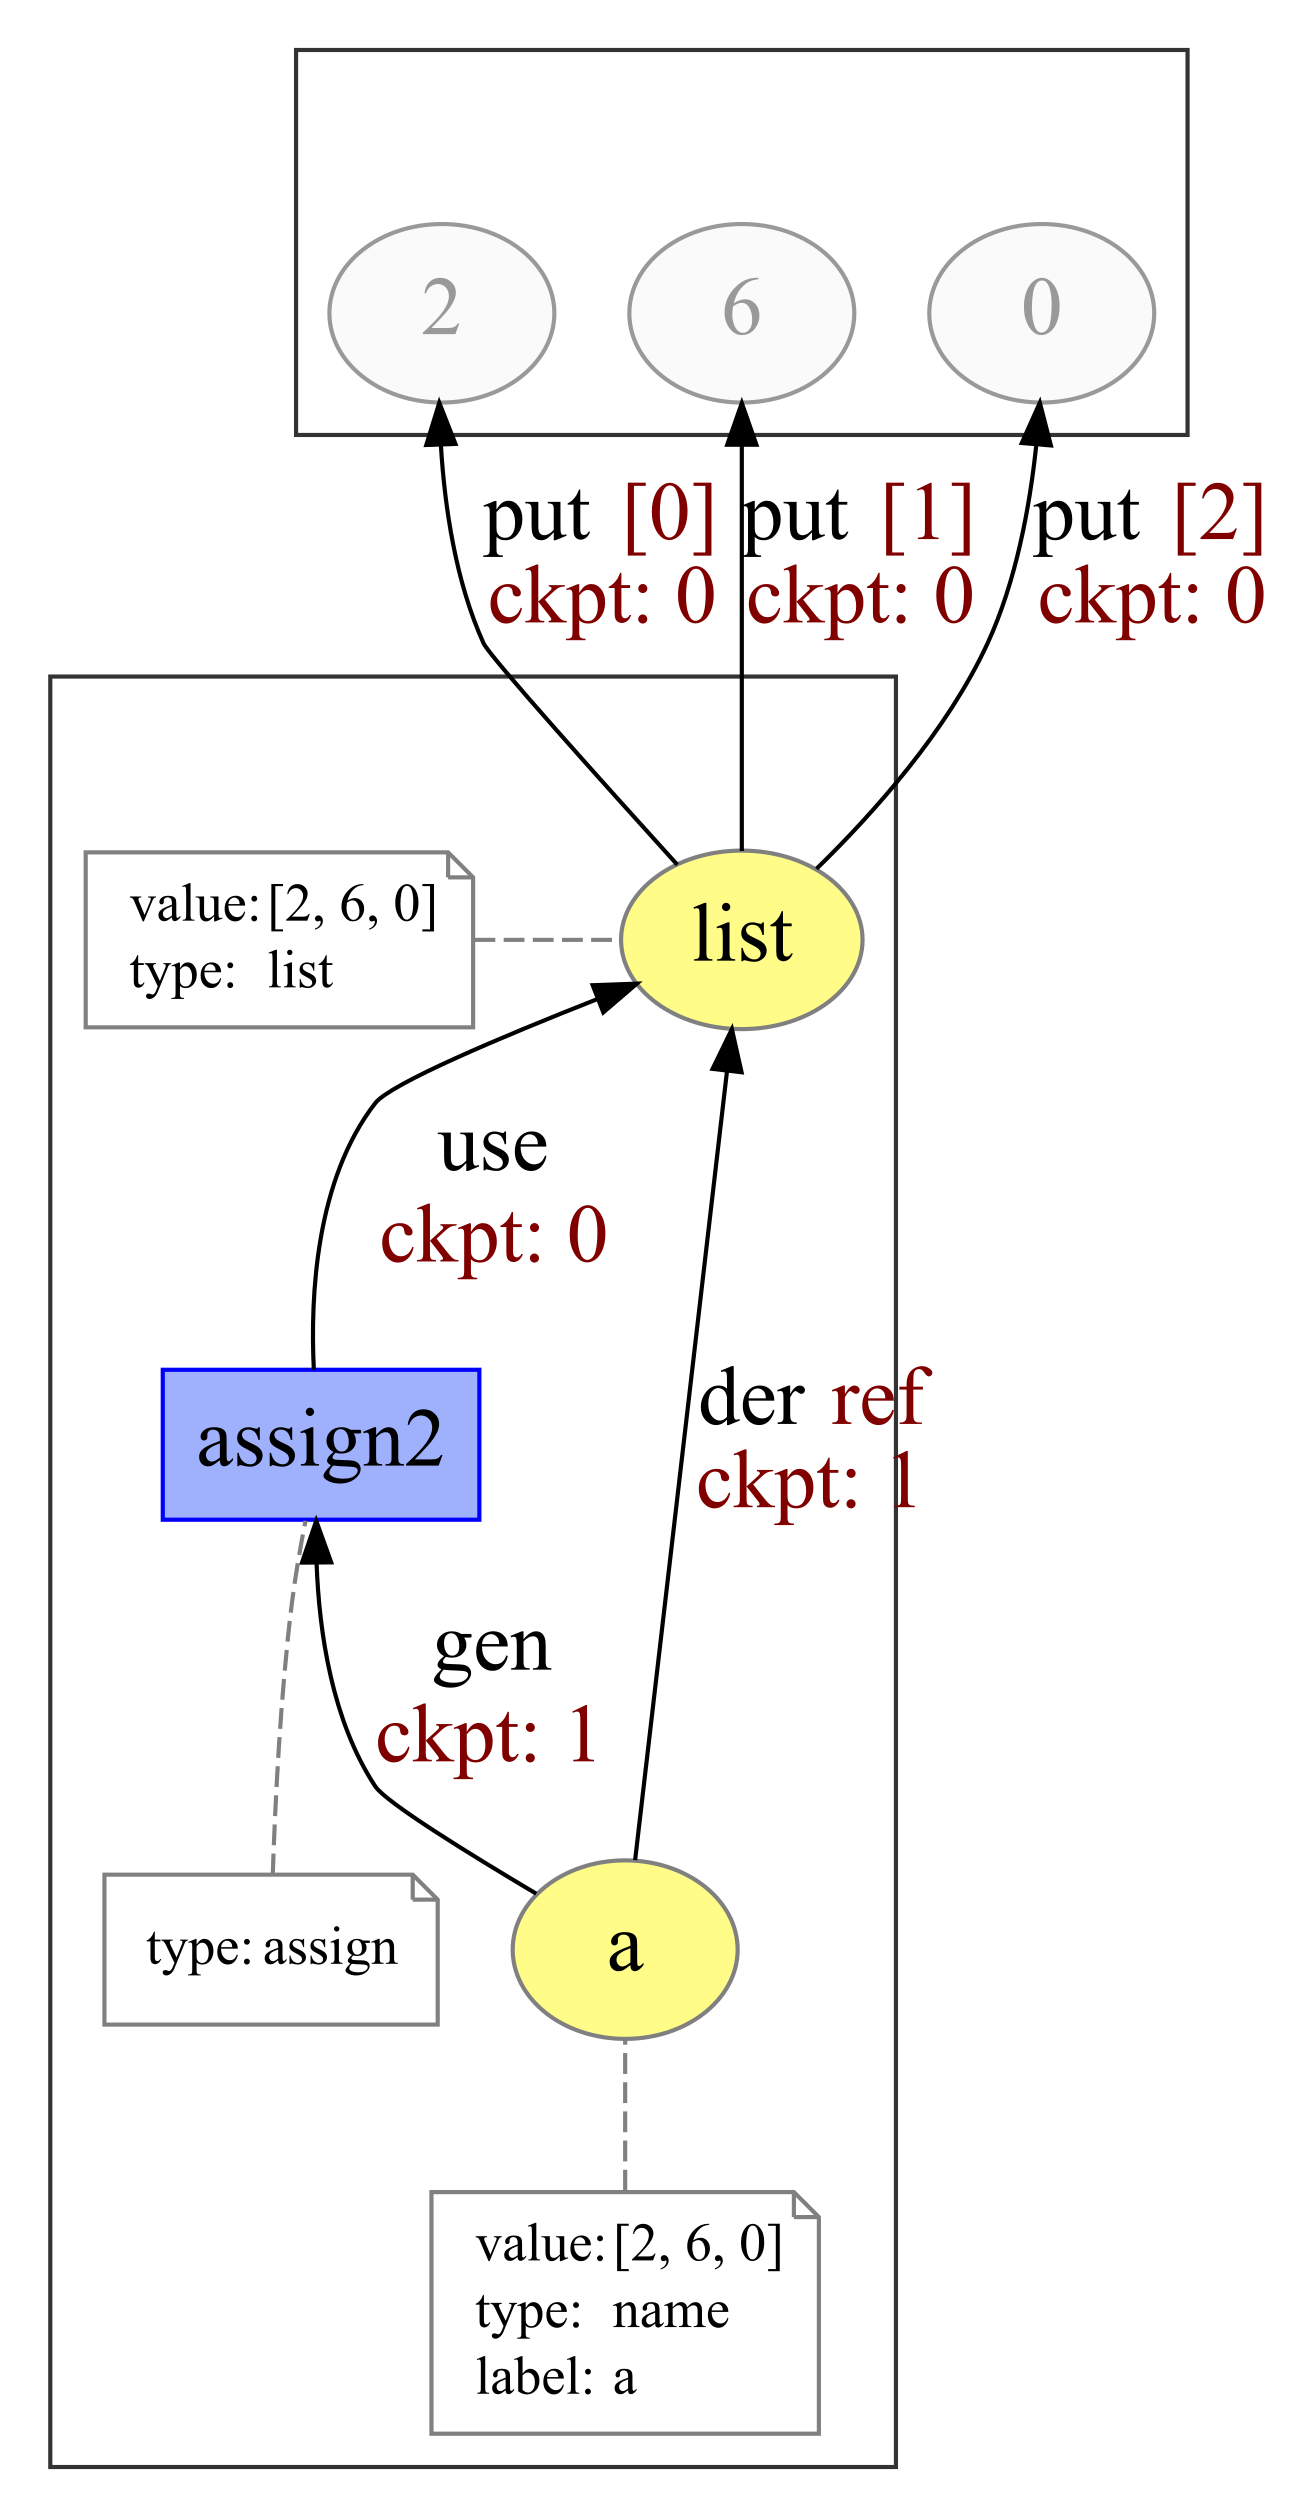 2 6 0
put [0] put [1] put [2]
ckpt: 0 ckpt: 0 ckpt: 0
value: [2, 6, 0]
type: list
list
use
ckpt: 0
assign2
der ref
ckpt: 1
gen
ckpt: 1
type: assign
a
value: [2, 6, 0]
type: name
label: a